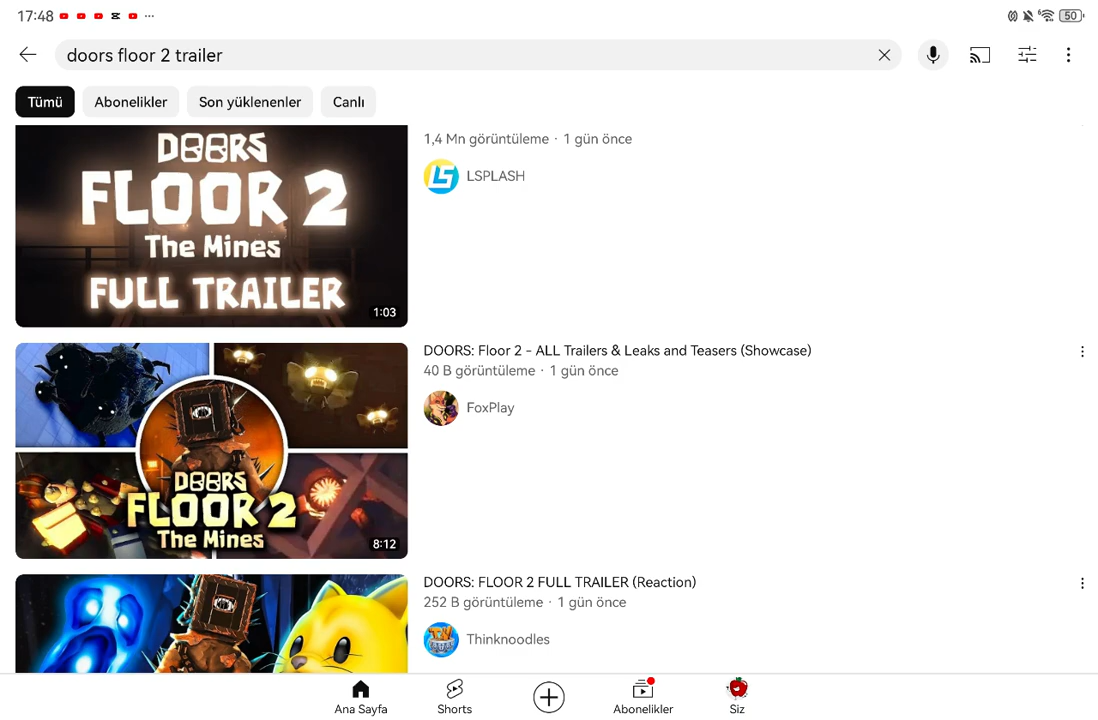 17:48
50
doors floor 2 trailer
Tümü
Abonelikler
Son yüklenenler
Canlı
DOORS
FLOOR 2
The Mines
FULL TRAILER
1:03
1,4 Mn görüntüleme · 1 gün önce
LSPLASH
DOORS
FLOOR 2
The Mines
8:12
DOORS: Floor 2 - ALL Trailers & Leaks and Teasers (Showcase)
40 B görüntüleme · 1 gün önce
FoxPlay
DOORS: FLOOR 2 FULL TRAILER (Reaction)
252 B görüntüleme · 1 gün önce
Thinknoodles
Ana Sayfa
Shorts
Abonelikler
Siz